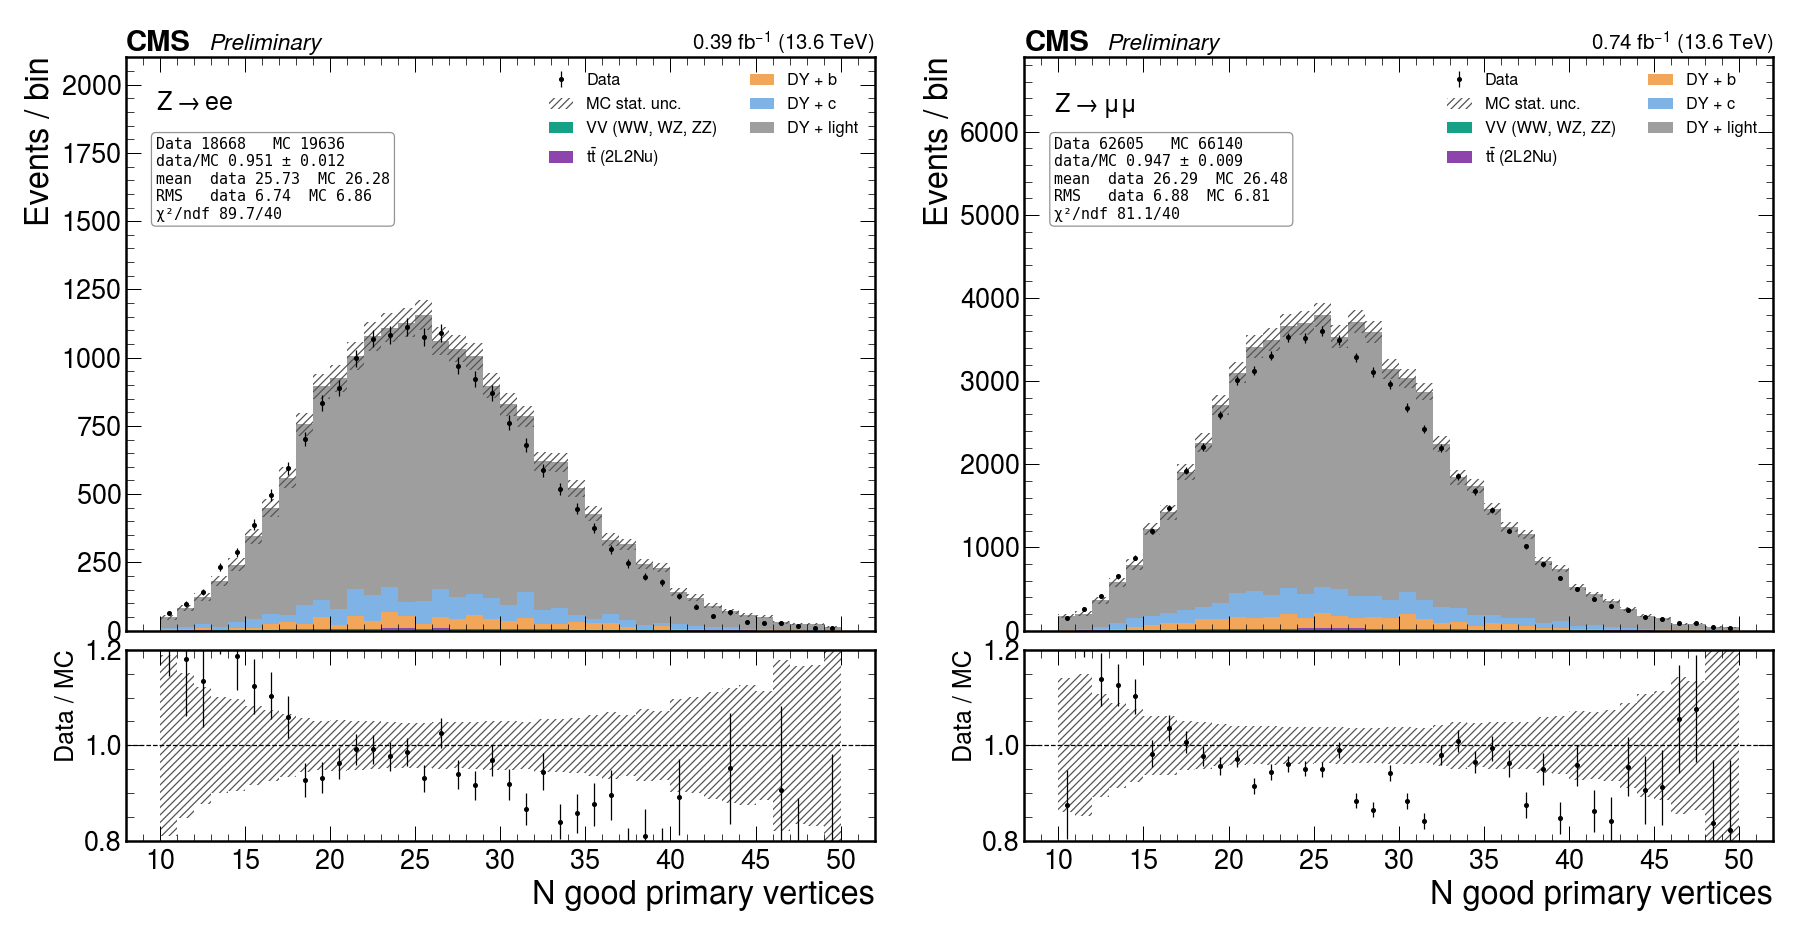 CMS Preliminary 0.39 fb⁻¹ (13.6 TeV)
Events / bin
Z → ee
Data 18668 MC 19636
data/MC 0.951 ± 0.012
mean data 25.73 MC 26.28
RMS data 6.74 MC 6.86
χ²/ndf 89.7/40
Data
MC stat. unc.
VV (WW, WZ, ZZ)
tt̄ (2L2Nu)
DY + b
DY + c
DY + light
2000
1750
1500
1250
1000
750
500
250
0
Data / MC
1.2
1.0
0.8
10 15 20 25 30 35 40 45 50
N good primary vertices
CMS Preliminary 0.74 fb⁻¹ (13.6 TeV)
Events / bin
Z → μμ
Data 62605 MC 66140
data/MC 0.947 ± 0.009
mean data 26.29 MC 26.48
RMS data 6.88 MC 6.81
χ²/ndf 81.1/40
Data
MC stat. unc.
VV (WW, WZ, ZZ)
tt̄ (2L2Nu)
DY + b
DY + c
DY + light
6000
5000
4000
3000
2000
1000
0
Data / MC
1.2
1.0
0.8
10 15 20 25 30 35 40 45 50
N good primary vertices